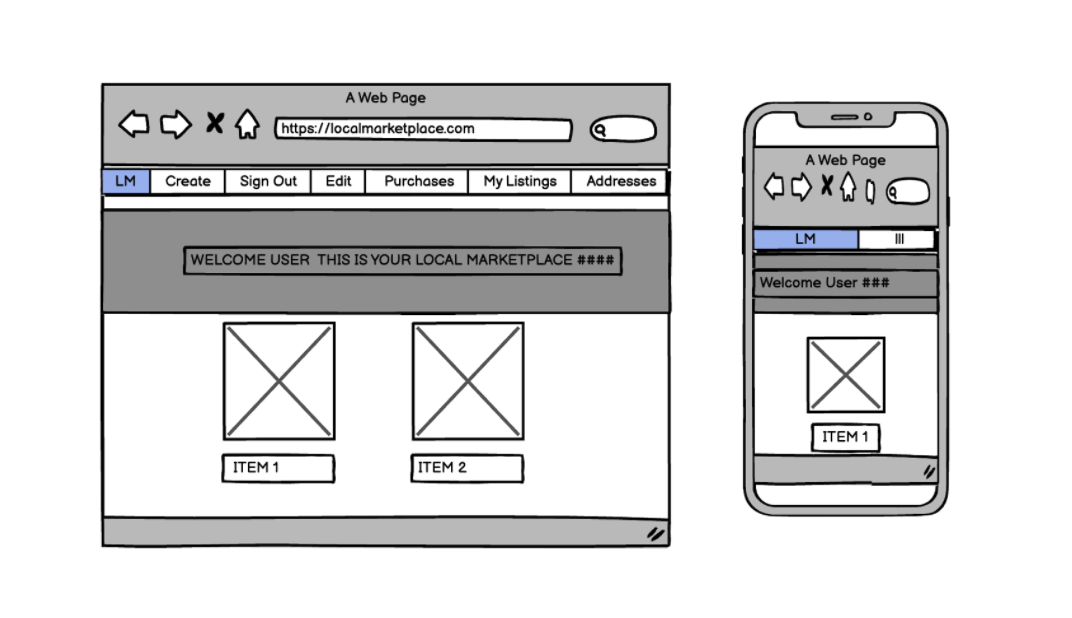 A Web Page
https://localmarketplace.com
LM Create Sign Out Edit Purchases My Listings Addresses
WELCOME USER THIS IS YOUR LOCAL MARKETPLACE ####
ITEM 1 ITEM 2
A Web Page
LM
Welcome User ###
ITEM 1